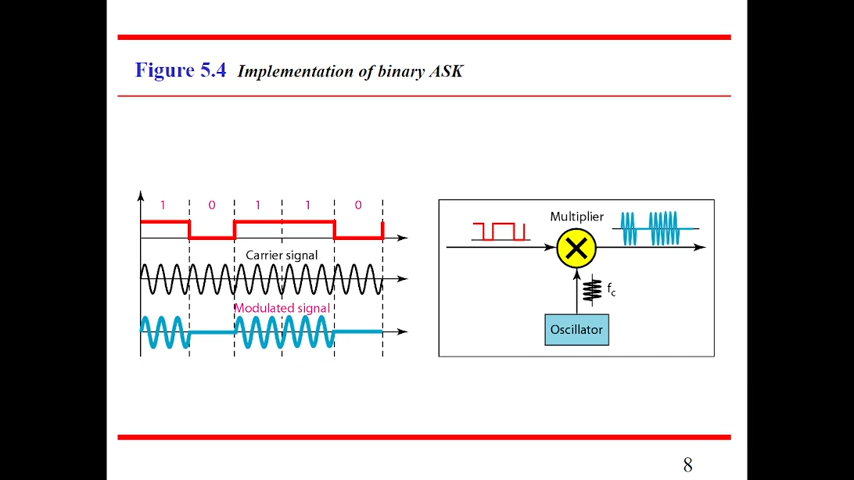 Figure 5.4 Implementation of binary ASK
1 0 1 1 0
Carrier signal
Modulated signal
Multiplier
fc
Oscillator
8